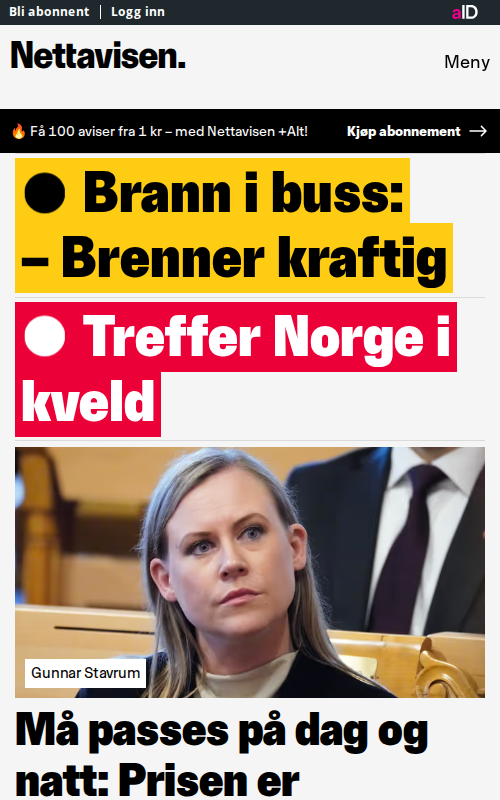 Bli abonnent | Logg inn
aID
Nettavisen.
Meny
🔥 Få 100 aviser fra 1 kr – med Nettavisen +Alt!
Kjøp abonnement →
● Brann i buss:
– Brenner kraftig
● Treffer Norge i
kveld
Gunnar Stavrum
Må passes på dag og
natt: Prisen er